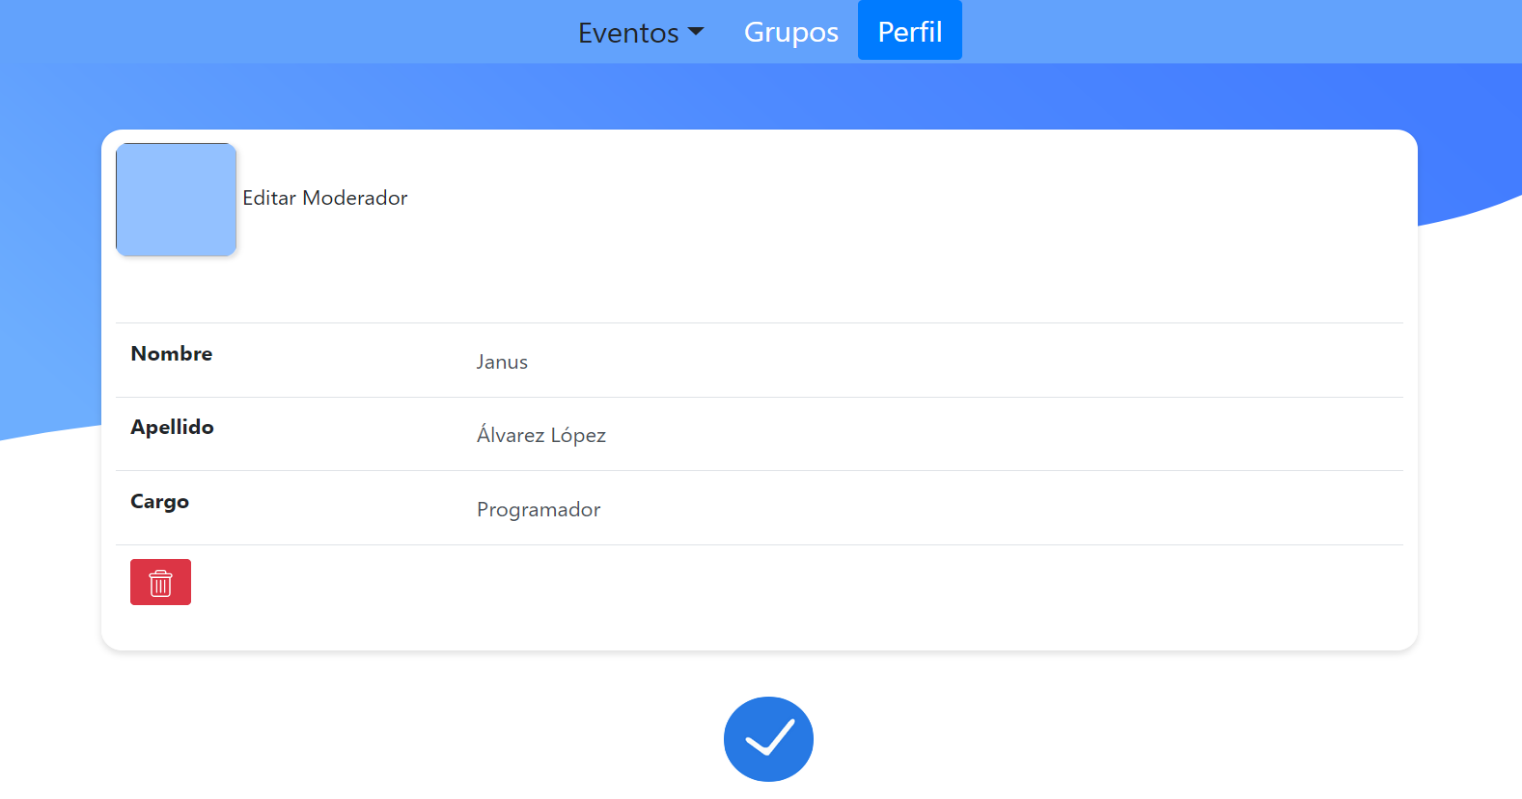 Eventos Grupos Perfil
Editar Moderador
Nombre Janus
Apellido Álvarez López
Cargo Programador